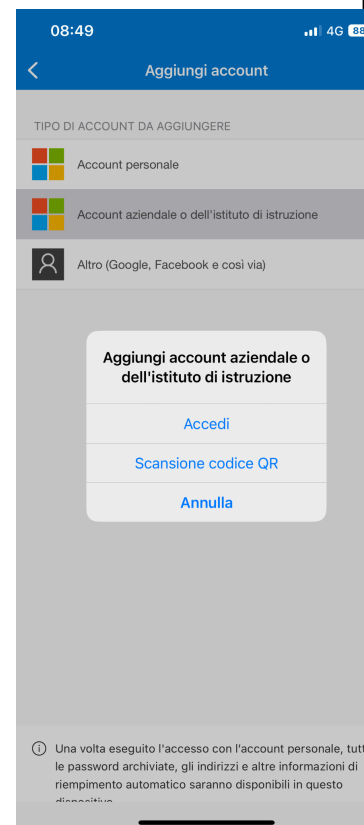 08:49
4G 88
Aggiungi account
TIPO DI ACCOUNT DA AGGIUNGERE
Account personale
Account aziendale o dell'istituto di istruzione
Altro (Google, Facebook e così via)
Aggiungi account aziendale o
dell'istituto di istruzione
Accedi
Scansione codice QR
Annulla
Una volta eseguito l'accesso con l'account personale, tutt
le password archiviate, gli indirizzi e altre informazioni di
riempimento automatico saranno disponibili in questo
dispositivo